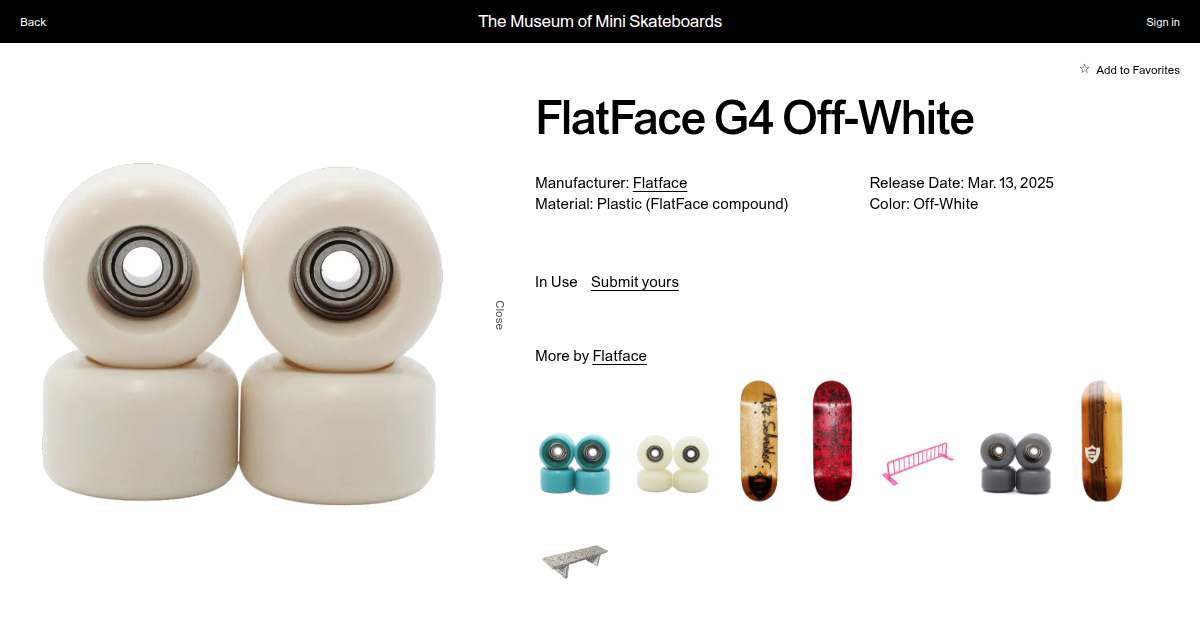 Back
The Museum of Mini Skateboards
Sign in
☆ Add to Favorites
FlatFace G4 Off-White
Manufacturer: Flatface
Material: Plastic (FlatFace compound)
Release Date: Mar. 13, 2025
Color: Off-White
In Use Submit yours
Close
More by Flatface